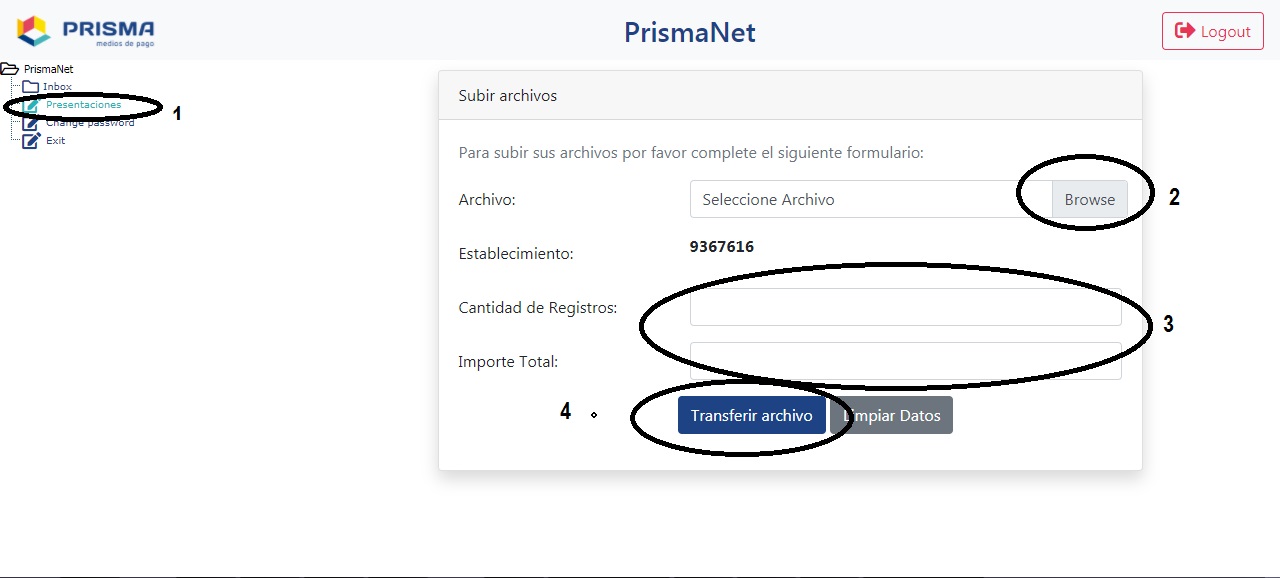 PRISMA
medios de pago
PrismaNet
Logout
PrismaNet
Inbox
Presentaciones
1
Change password
Exit
Subir archivos
Para subir sus archivos por favor complete el siguiente formulario:
Archivo:
Seleccione Archivo
Browse
2
Establecimiento:
9367616
Cantidad de Registros:
3
Importe Total:
4
Transferir archivo
Limpiar Datos